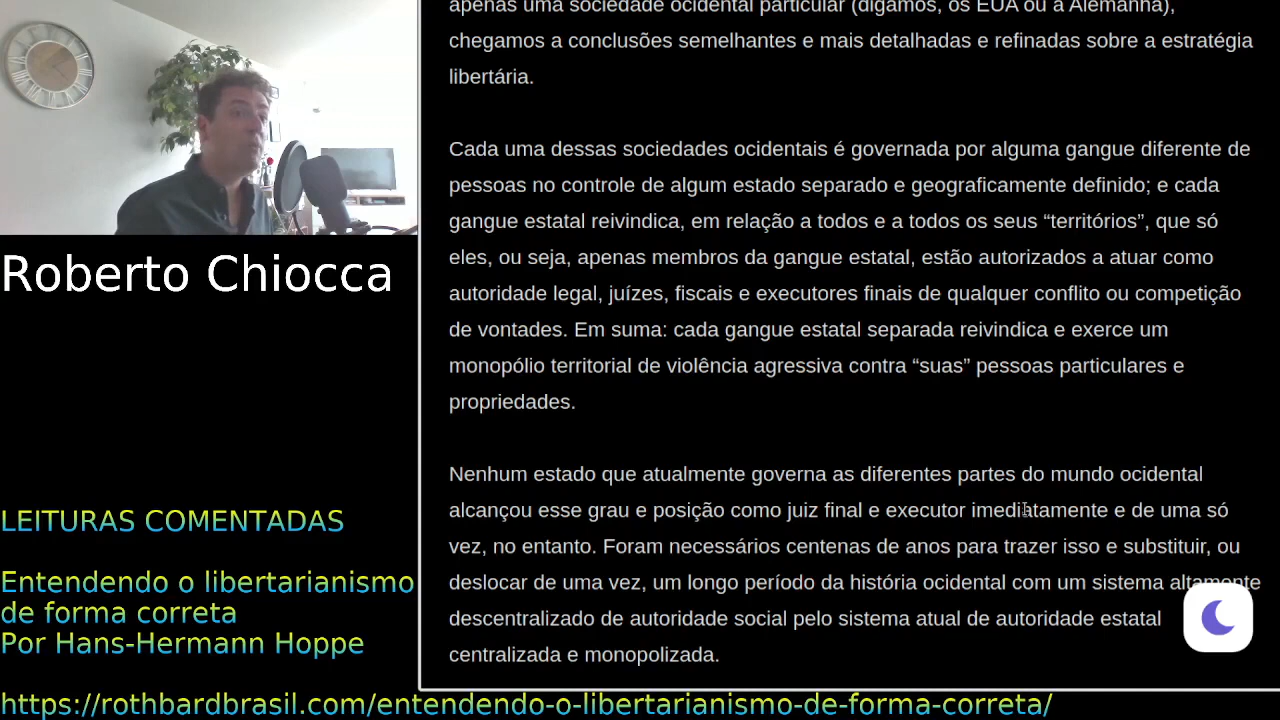 apenas uma sociedade ocidental particular (digamos, os EUA ou a Alemanha),
chegamos a conclusões semelhantes e mais detalhadas e refinadas sobre a estratégia
libertária.
Cada uma dessas sociedades ocidentais é governada por alguma gangue diferente de
pessoas no controle de algum estado separado e geograficamente definido; e cada
gangue estatal reivindica, em relação a todos e a todos os seus “territórios”, que só
eles, ou seja, apenas membros da gangue estatal, estão autorizados a atuar como
autoridade legal, juízes, fiscais e executores finais de qualquer conflito ou competição
de vontades. Em suma: cada gangue estatal separada reivindica e exerce um
monopólio territorial de violência agressiva contra “suas” pessoas particulares e
propriedades.
Nenhum estado que atualmente governa as diferentes partes do mundo ocidental
alcançou esse grau e posição como juiz final e executor imediatamente e de uma só
vez, no entanto. Foram necessários centenas de anos para trazer isso e substituir, ou
deslocar de uma vez, um longo período da história ocidental com um sistema altamente
descentralizado de autoridade social pelo sistema atual de autoridade estatal
centralizada e monopolizada.
Roberto Chiocca
LEITURAS COMENTADAS
Entendendo o libertarianismo
de forma correta
Por Hans-Hermann Hoppe
https://rothbardbrasil.com/entendendo-o-libertarianismo-de-forma-correta/